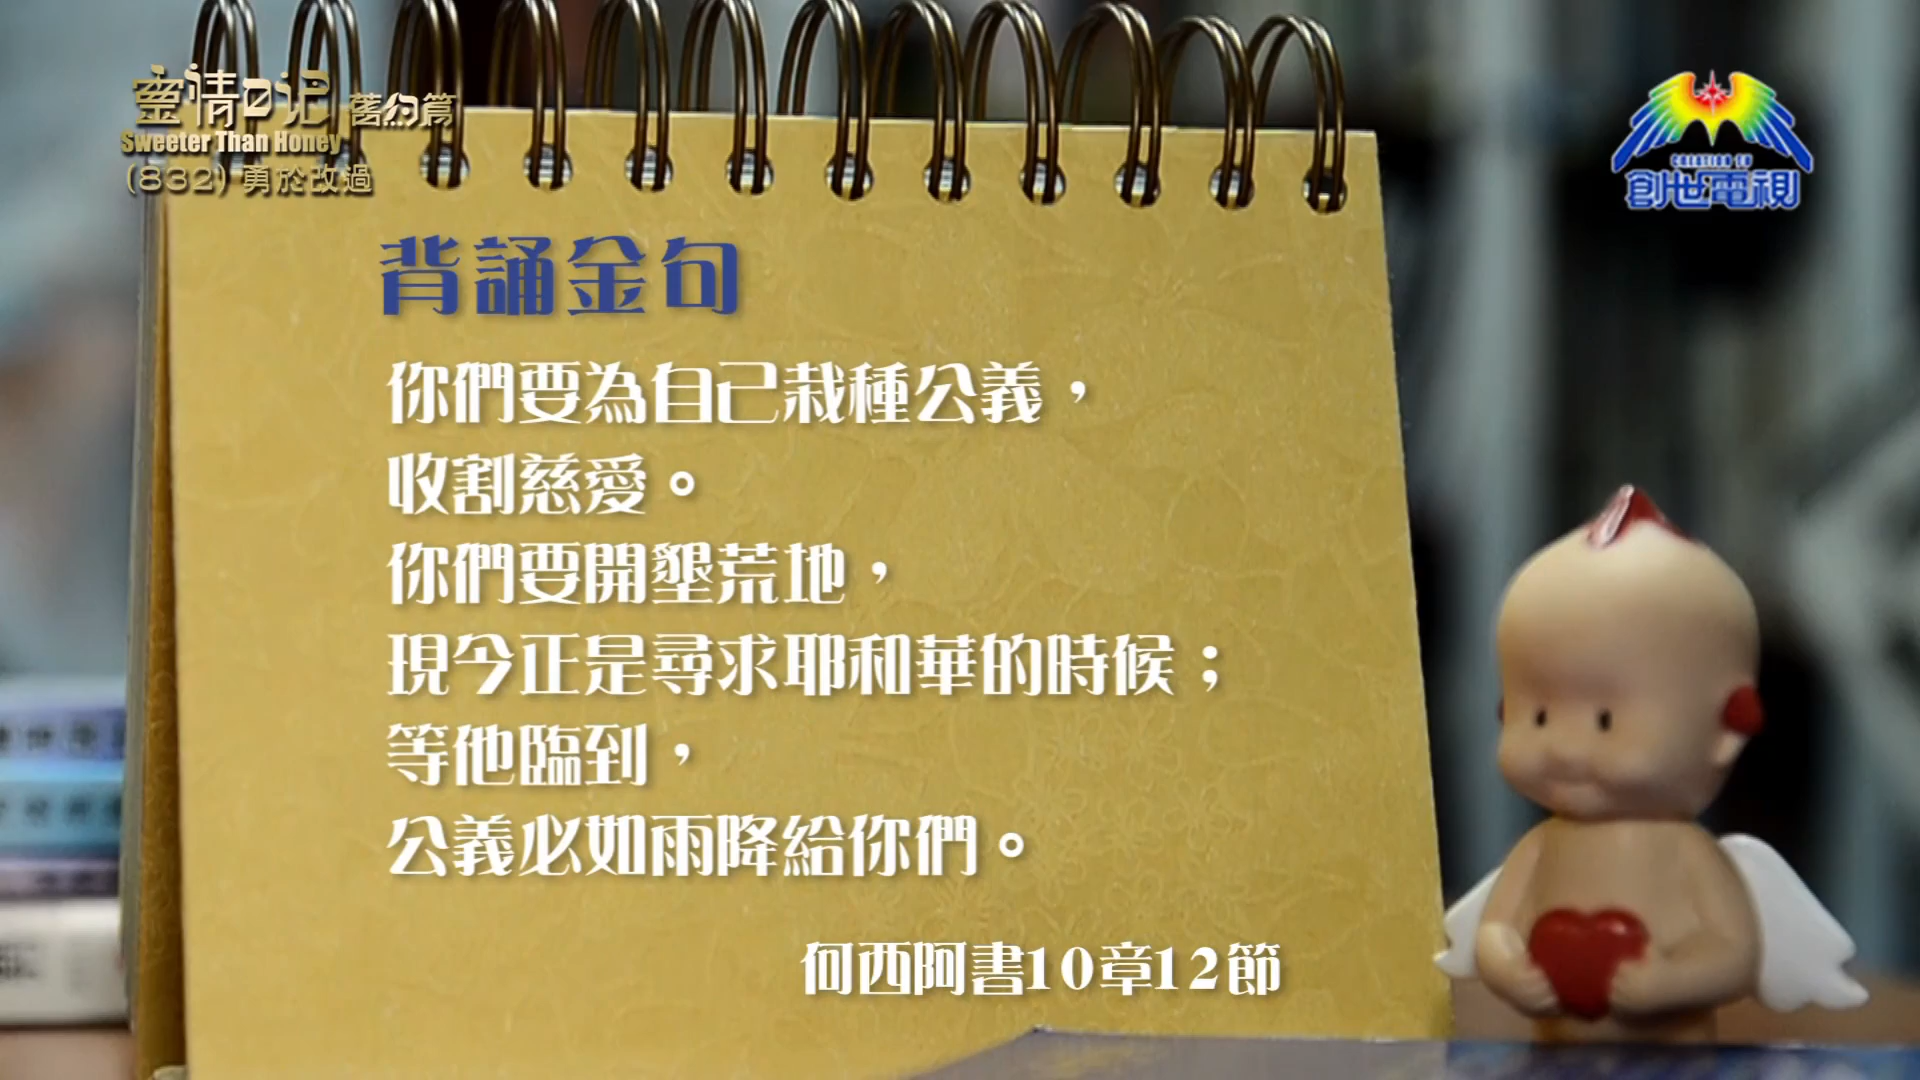 靈情日记 舊約篇
Sweeter Than Honey
(832) 勇於改過
CREATION TV
創世電視
背誦金句
你們要為自己栽種公義，
收割慈愛。
你們要開墾荒地，
現今正是尋求耶和華的時候；
等他臨到，
公義必如雨降給你們。
何西阿書10章12節